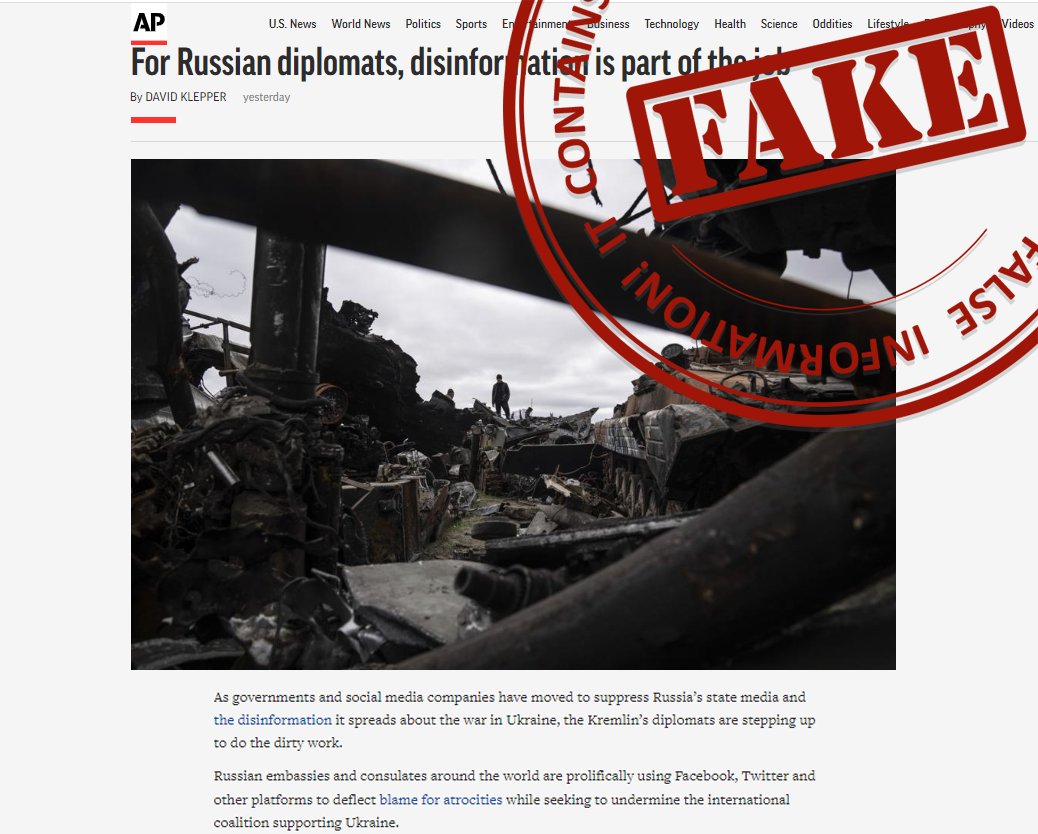 AP
U.S. News World News Politics Sports Entertainment Business Technology Health Science Oddities Lifestyle Photography Videos
For Russian diplomats, disinformation is part of the job
By DAVID KLEPPER yesterday
FAKE
IT CONTAINS FALSE INFORMATION!
As governments and social media companies have moved to suppress Russia's state media and
the disinformation it spreads about the war in Ukraine, the Kremlin's diplomats are stepping up
to do the dirty work.
Russian embassies and consulates around the world are prolifically using Facebook, Twitter and
other platforms to deflect blame for atrocities while seeking to undermine the international
coalition supporting Ukraine.